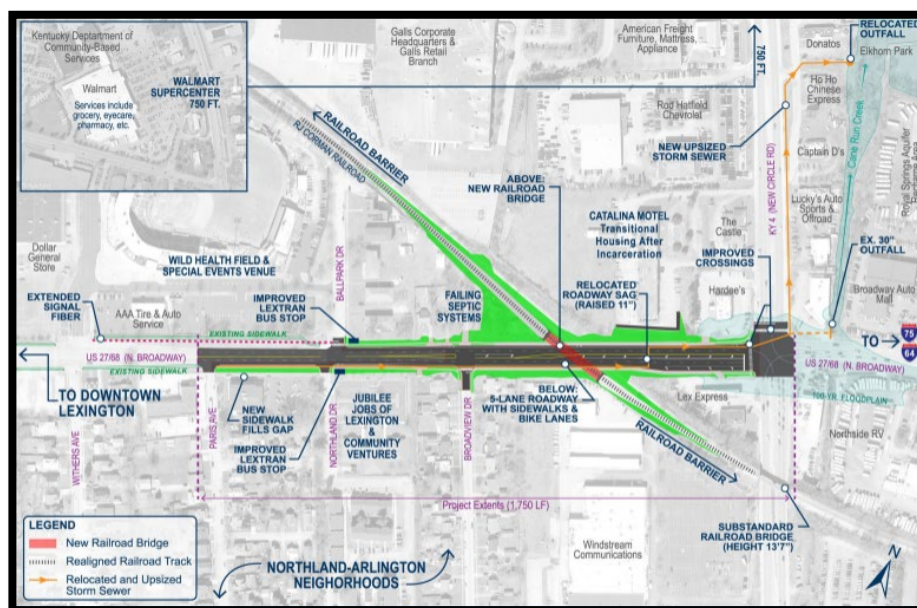 Kentucky Department of
Community-Based
Services
Walmart
Services include
grocery, eyecare,
pharmacy, etc.
WALMART
SUPERCENTER
750 FT.
Galls Corporate
Headquarters &
Galls Retail
Branch
American Freight
Furniture, Mattress,
Appliance
750 FT.
Donatos
RELOCATED
OUTFALL
Elkhorn Park
Ho Ho
Chinese
Express
Rod Hatfield
Chevrolet
RAILROAD BARRIER
RJ CORMAN RAILROAD
NEW UPSIZED
STORM SEWER
Captain D's
Cane Run Creek
Royal Springs Aquifer
KY 4 (NEW CIRCLE RD)
ABOVE:
NEW RAILROAD
BRIDGE
CATALINA MOTEL
Transitional
Housing After
Incarceration
The
Castle
Lucky's Auto
Sports &
Offroad
IMPROVED
CROSSINGS
EX. 30"
OUTFALL
Dollar
General
Store
WILD HEALTH FIELD &
SPECIAL EVENTS VENUE
BALLPARK DR
Hardee's
Broadway Auto
Mall
EXTENDED
SIGNAL
FIBER
AAA Tire & Auto
Service
IMPROVED
LEXTRAN
BUS STOP
FAILING
SEPTIC
SYSTEMS
RELOCATED
ROADWAY SAG
(RAISED 11")
EXISTING SIDEWALK
TO
75
64
US 27/68 (N. BROADWAY)
US 27/68 (N. BROADWAY)
EXISTING SIDEWALK
TO DOWNTOWN
LEXINGTON
NEW
SIDEWALK
FILLS GAP
JUBILEE
JOBS OF
LEXINGTON
&
COMMUNITY
VENTURES
BELOW:
5-LANE ROADWAY
WITH SIDEWALKS &
BIKE LANES
Lex Express
100-YR. FLOODPLAIN
WITHERS AVE
PARIS AVE
NORTHLAND DR
BROADVIEW DR
IMPROVED
LEXTRAN
BUS STOP
RAILROAD BARRIER
Northside RV
Project Extents (1,750 LF)
LEGEND
New Railroad Bridge
Realigned Railroad Track
Relocated and Upsized
Storm Sewer
NORTHLAND-ARLINGTON
NEIGHORHOODS
Windstream
Communications
SUBSTANDARD
RAILROAD BRIDGE
(HEIGHT 13'7")
N